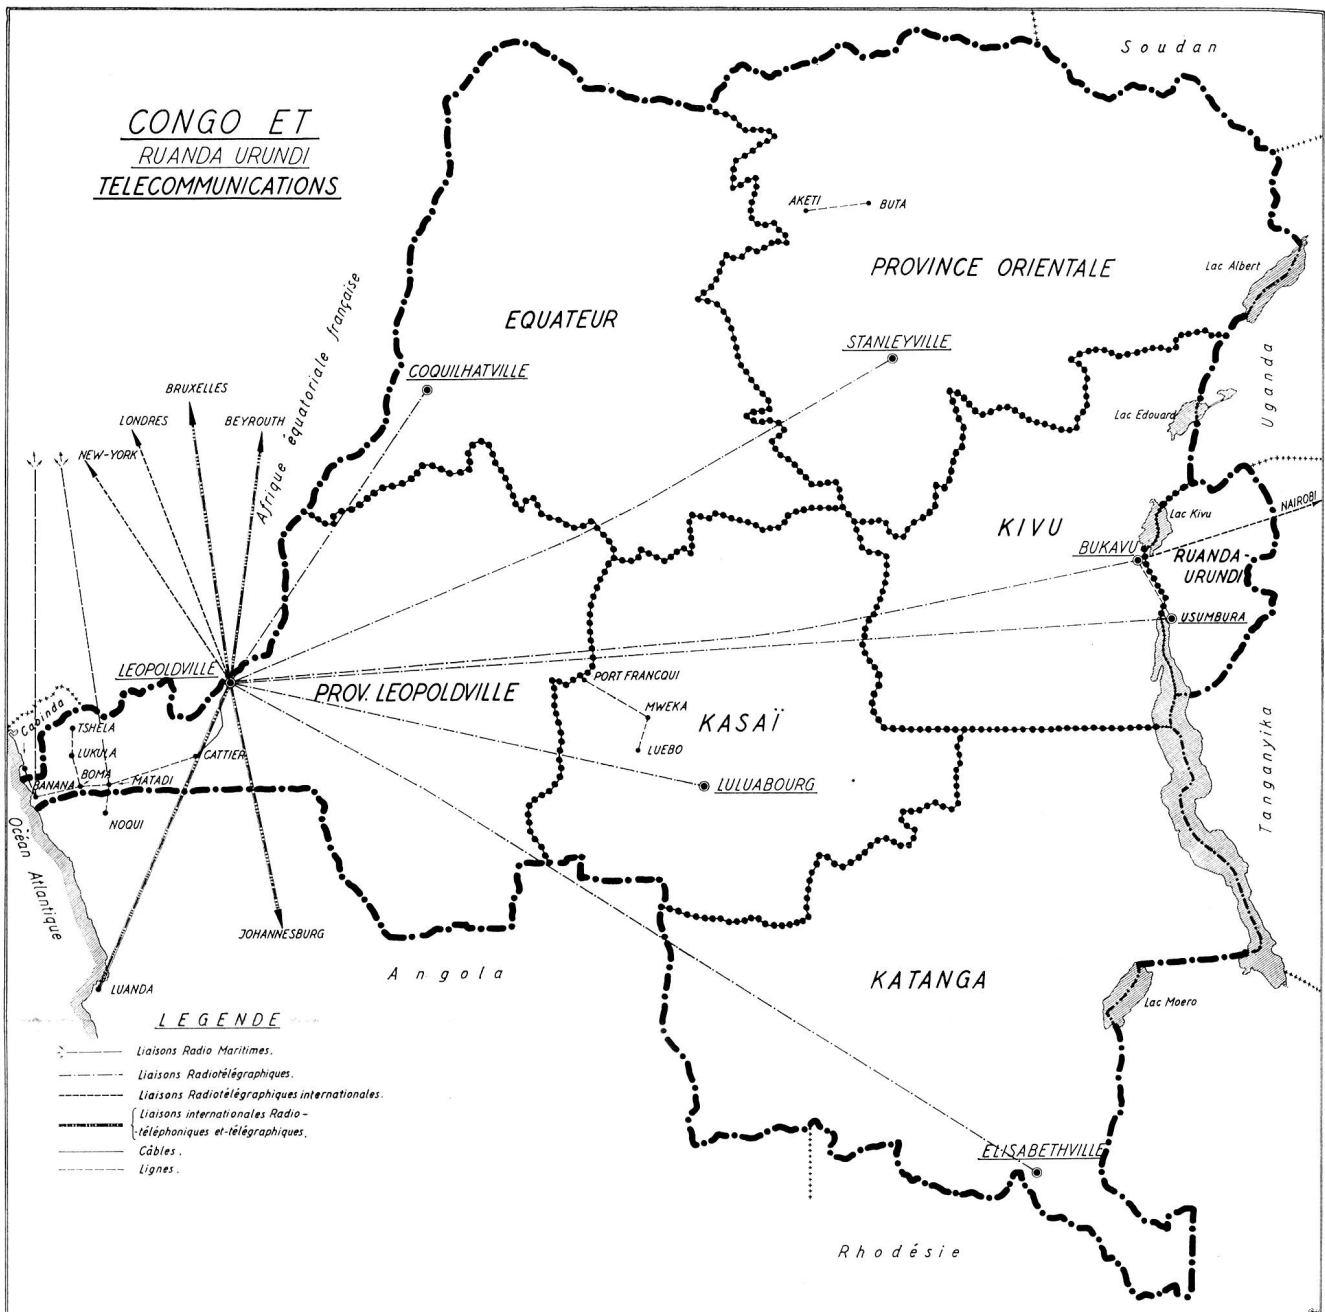 CONGO ET
RUANDA URUNDI
TELECOMMUNICATIONS
Soudan
AKETI
BUTA
PROVINCE ORIENTALE
Lac Albert
EQUATEUR
Afrique équatoriale française
STANLEYVILLE
COQUILHATVILLE
Uganda
BRUXELLES
LONDRES
BEYROUTH
NEW-YORK
Lac Edouard
NAIROBI
Lac Kivu
KIVU
BUKAVU
RUANDA-
URUNDI
USUMBURA
LEOPOLDVILLE
PROV. LEOPOLDVILLE
PORT FRANCQUI
MWEKA
KASAÏ
LUEBO
LULUABOURG
Cabinda
TSHELA
LUKULA
CATTIER
BOMA
BANANA
MATADI
NOQUI
Tanganyika
Océan Atlantique
JOHANNESBURG
Angola
LUANDA
KATANGA
Lac Moero
LEGENDE
Liaisons Radio Maritimes.
Liaisons Radiotélégraphiques.
Liaisons Radiotélégraphiques internationales.
Liaisons internationales Radio-
-téléphoniques et-télégraphiques.
Câbles.
Lignes.
ELISABETHVILLE
Rhodésie